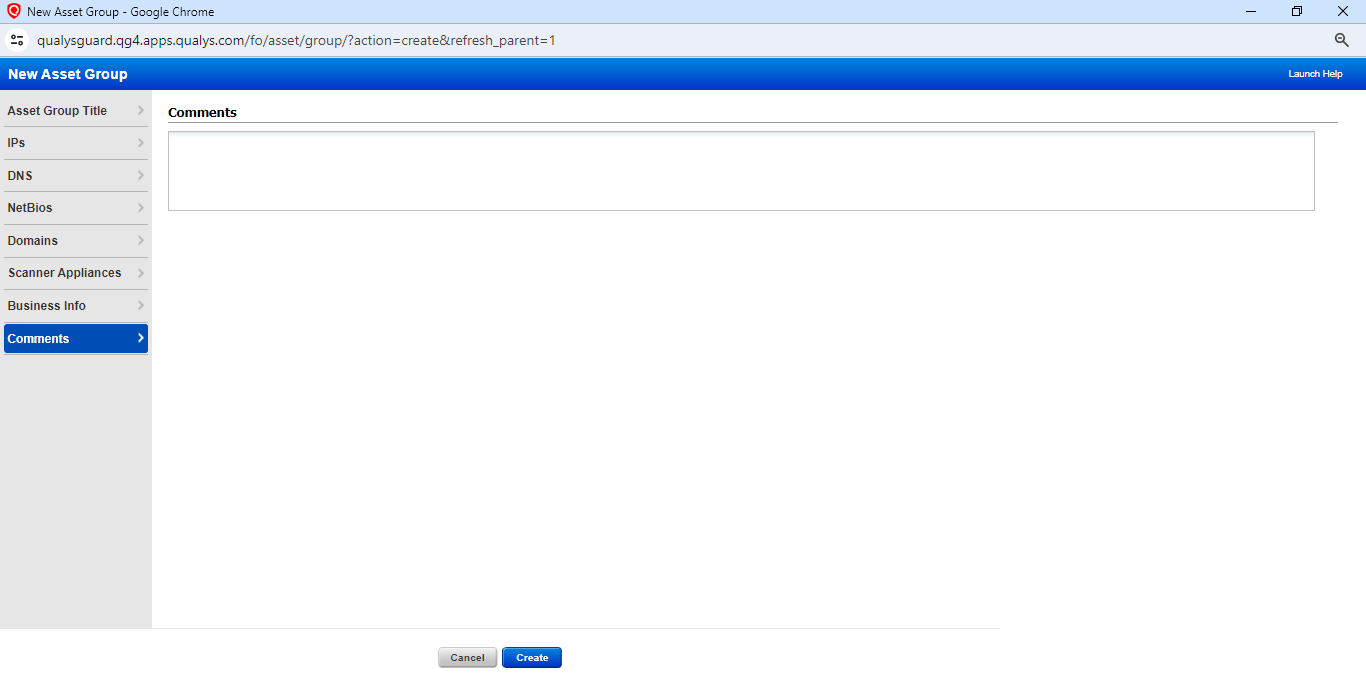 New Asset Group - Google Chrome
qualysguard.qg4.apps.qualys.com/fo/asset/group/?action=create&refresh_parent=1
New Asset Group
Launch Help
Asset Group Title
IPs
DNS
NetBios
Domains
Scanner Appliances
Business Info
Comments
Comments
Cancel
Create